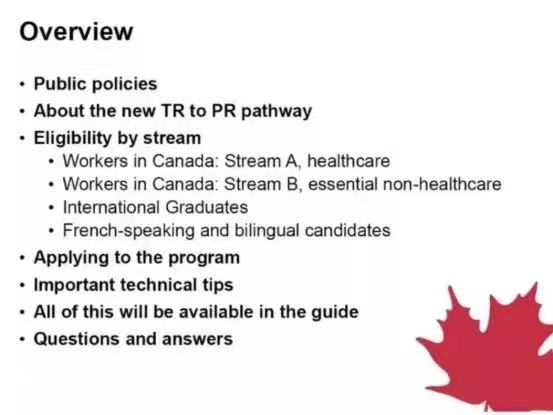 Overview
• Public policies
• About the new TR to PR pathway
• Eligibility by stream
• Workers in Canada: Stream A, healthcare
• Workers in Canada: Stream B, essential non-healthcare
• International Graduates
• French-speaking and bilingual candidates
• Applying to the program
• Important technical tips
• All of this will be available in the guide
• Questions and answers